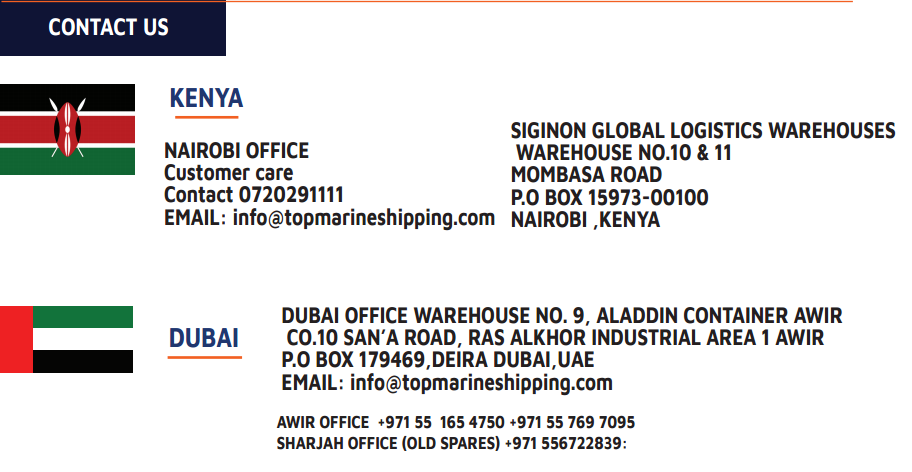 CONTACT US
KENYA
NAIROBI OFFICE
Customer care
Contact 0720291111
EMAIL: info@topmarineshipping.com
SIGINON GLOBAL LOGISTICS WAREHOUSES
WAREHOUSE NO.10 & 11
MOMBASA ROAD
P.O BOX 15973-00100
NAIROBI ,KENYA
DUBAI
DUBAI OFFICE WAREHOUSE NO. 9, ALADDIN CONTAINER AWIR
CO.10 SAN'A ROAD, RAS ALKHOR INDUSTRIAL AREA 1 AWIR
P.O BOX 179469,DEIRA DUBAI,UAE
EMAIL: info@topmarineshipping.com
AWIR OFFICE +971 55 165 4750 +971 55 769 7095
SHARJAH OFFICE (OLD SPARES) +971 556722839: